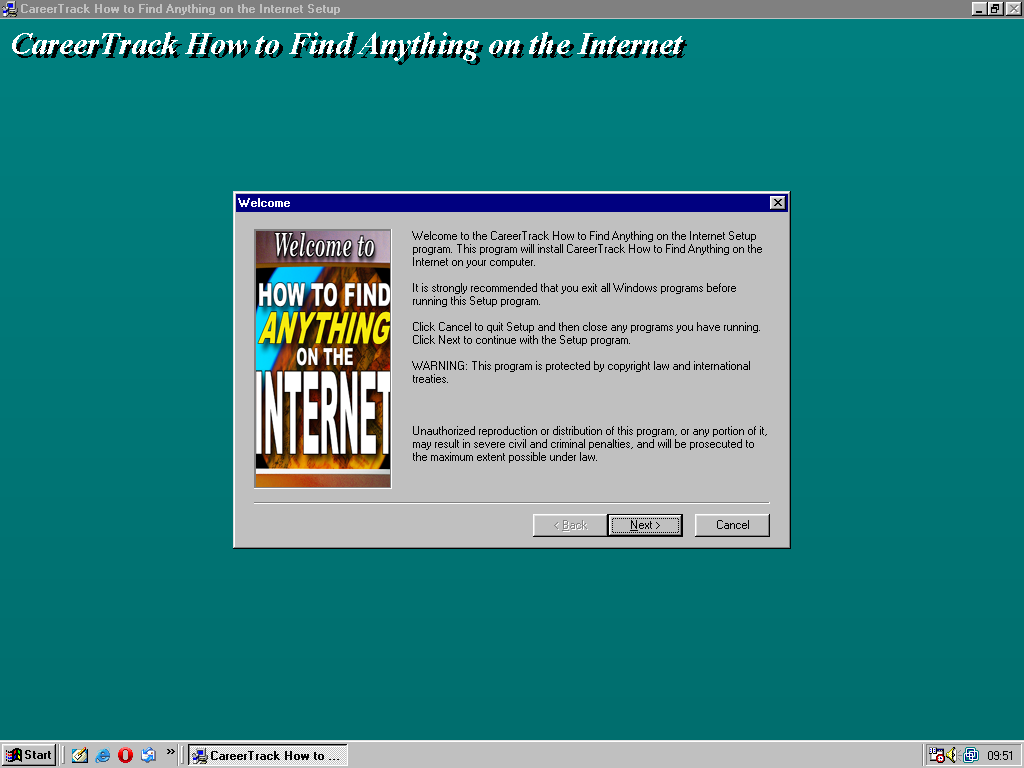 CareerTrack How to Find Anything on the Internet Setup
CareerTrack How to Find Anything on the Internet
Welcome
Welcome to
HOW TO FIND
ANYTHING
ON THE
INTERNET
Welcome to the CareerTrack How to Find Anything on the Internet Setup
program. This program will install CareerTrack How to Find Anything on the
Internet on your computer.
It is strongly recommended that you exit all Windows programs before
running this Setup program.
Click Cancel to quit Setup and then close any programs you have running.
Click Next to continue with the Setup program.
WARNING: This program is protected by copyright law and international
treaties.
Unauthorized reproduction or distribution of this program, or any portion of it,
may result in severe civil and criminal penalties, and will be prosecuted to
the maximum extent possible under law.
< Back Next > Cancel
Start CareerTrack How to ... 09:51